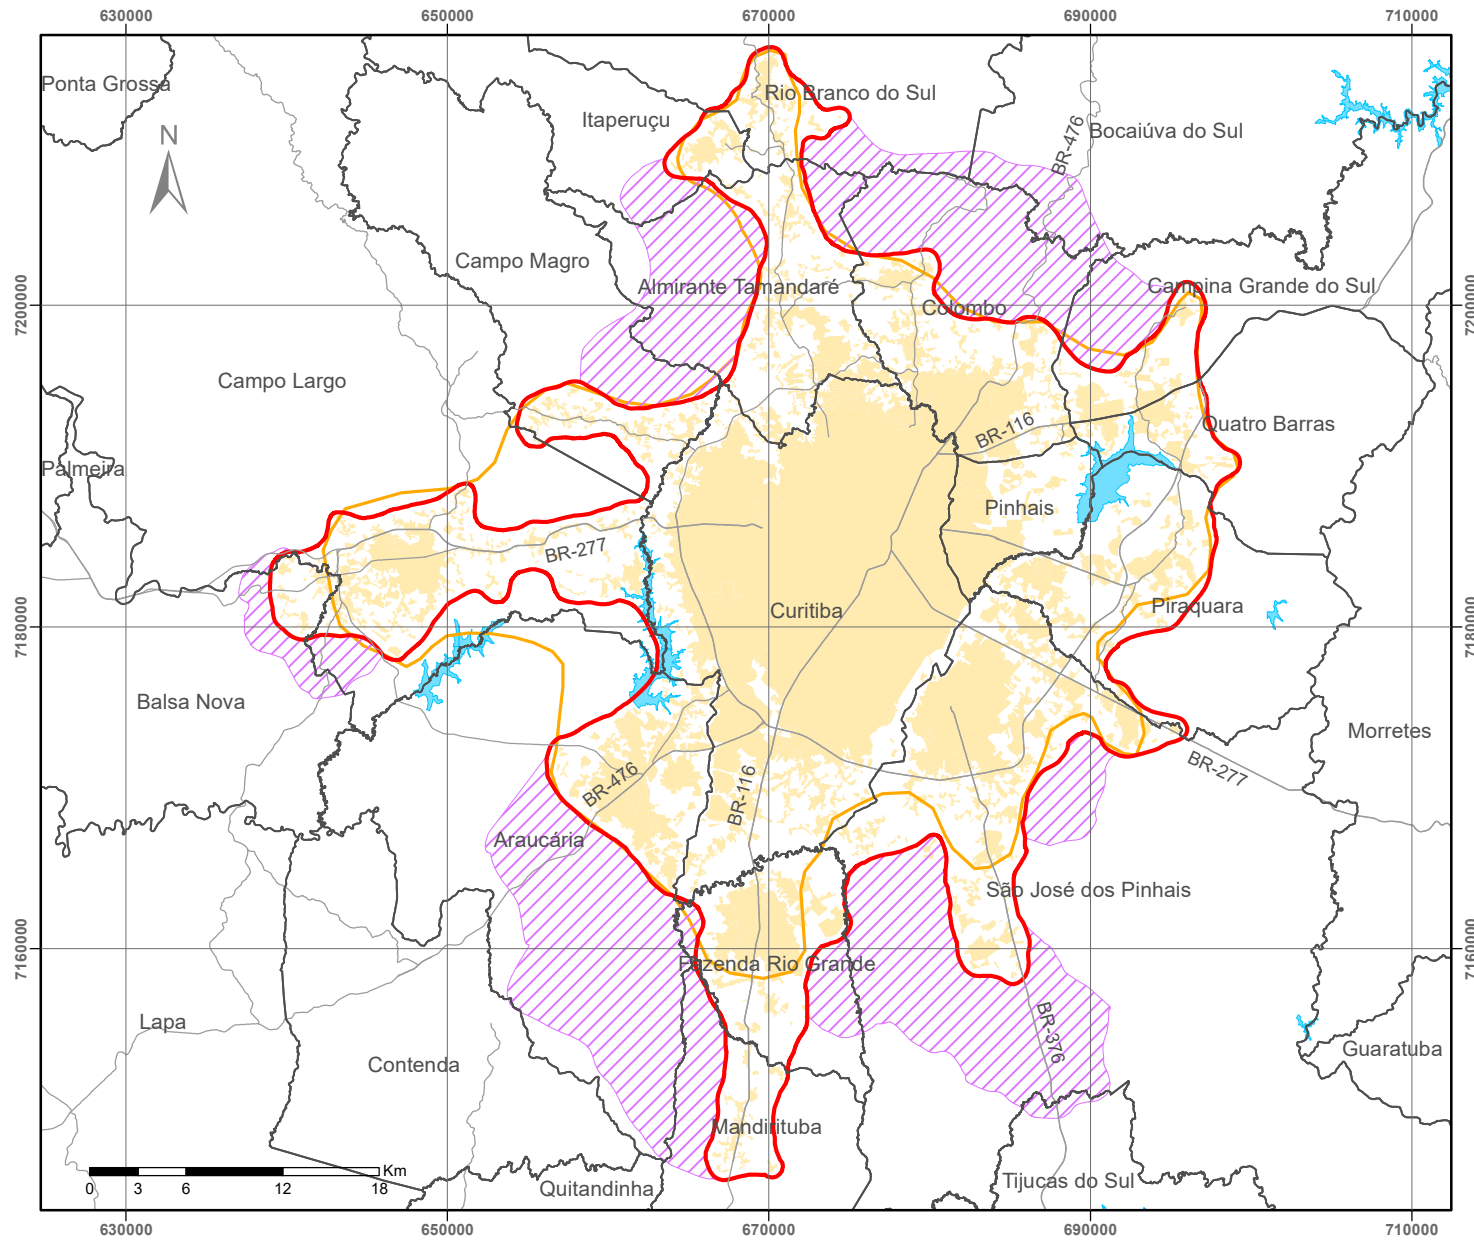 630000
650000
670000
690000
710000
Ponta Grossa
Rio Branco do Sul
Itaperuçu
BR-476
Bocaiúva do Sul
N
Campo Magro
Almirante Tamandaré
Campina Grande do Sul
7200000
7200000
Colombo
Campo Largo
BR-116
Quatro Barras
Palmeira
Pinhais
BR-277
Curitiba
Piraquara
7180000
7180000
Balsa Nova
Morretes
BR-277
BR-476
BR-116
Araucária
São José dos Pinhais
7160000
7160000
Fazenda Rio Grande
Lapa
BR-376
Guaratuba
Contenda
Mandirituba
Km
0 3 6 12 18
Quitandinha
Tijucas do Sul
630000
650000
670000
690000
710000